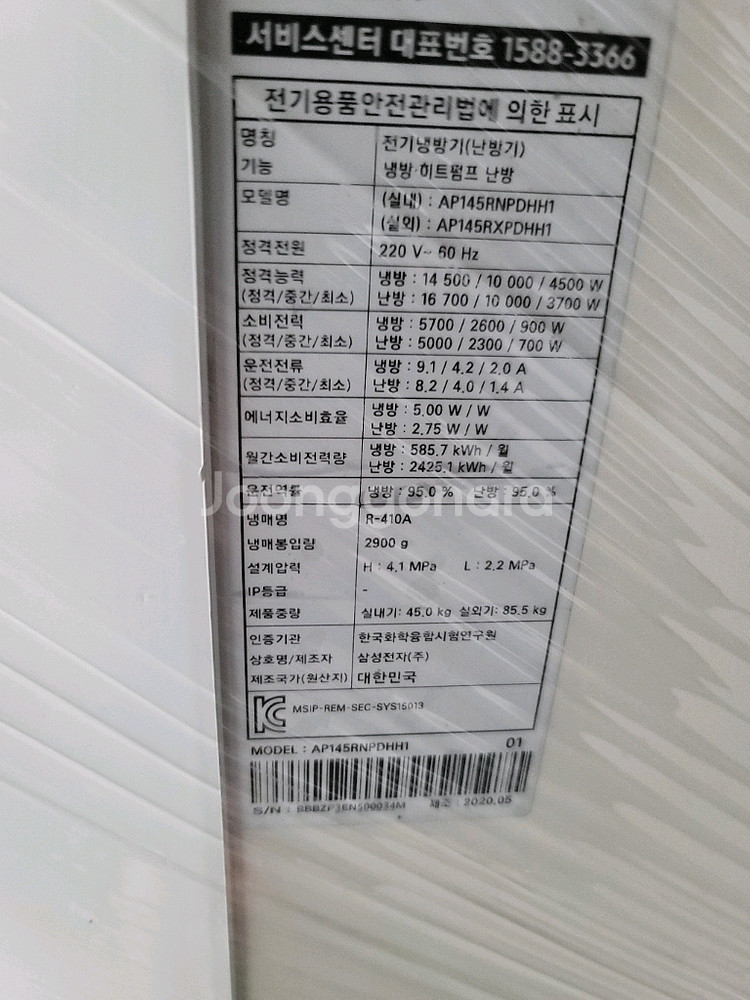 서비스센터 대표번호 1588-3366
전기용품안전관리법에 의한 표시
명칭 전기냉방기(난방기)
기능 냉방·히트펌프 난방
모델명 (실내) : AP145RNPDHH1
(실외) : AP145RXPDHH1
정격전원 220 V~ 60 Hz
정격능력 냉방 : 14 500 / 10 000 / 4500 W
(정격/중간/최소) 난방 : 16 700 / 10 000 / 3700 W
소비전력 냉방 : 5700 / 2600 / 900 W
(정격/중간/최소) 난방 : 5000 / 2300 / 700 W
운전전류 냉방 : 9.1 / 4.2 / 2.0 A
(정격/중간/최소) 난방 : 8.2 / 4.0 / 1.4 A
에너지소비효율 냉방 : 5.00 W / W
난방 : 2.75 W / W
월간소비전력량 냉방 : 585.7 kWh / 월
난방 : 2425.1 kWh / 월
운전역률 냉방 : 95.0 % 난방 : 95.0 %
Joonggonara
냉매명 R-410A
냉매봉입량 2900 g
설계압력 H : 4.1 MPa L : 2.2 MPa
IP등급 -
제품중량 실내기: 45.0 kg 실외기: 85.5 kg
인증기관 한국화학융합시험연구원
상호명/제조자 삼성전자(주)
제조국가(원산지) 대한민국
MSIP-REM-SEC-SYS15013
MODEL : AP145RNPDHH1 01
S/N : 제조 : 2020.05